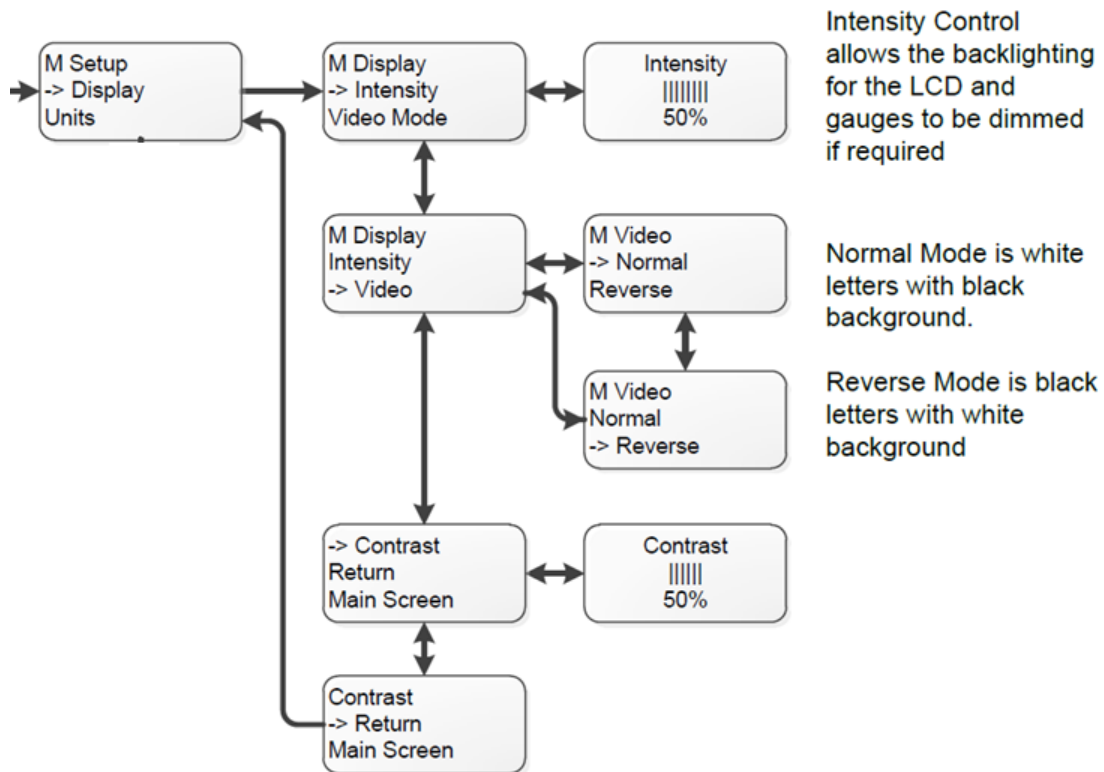 M Setup
-> Display
Units
M Display
-> Intensity
Video Mode
Intensity
||||||||
50%
Intensity Control
allows the backlighting
for the LCD and
gauges to be dimmed
if required
M Display
Intensity
-> Video
M Video
-> Normal
Reverse
Normal Mode is white
letters with black
background.
M Video
Normal
-> Reverse
Reverse Mode is black
letters with white
background
-> Contrast
Return
Main Screen
Contrast
||||||
50%
Contrast
-> Return
Main Screen